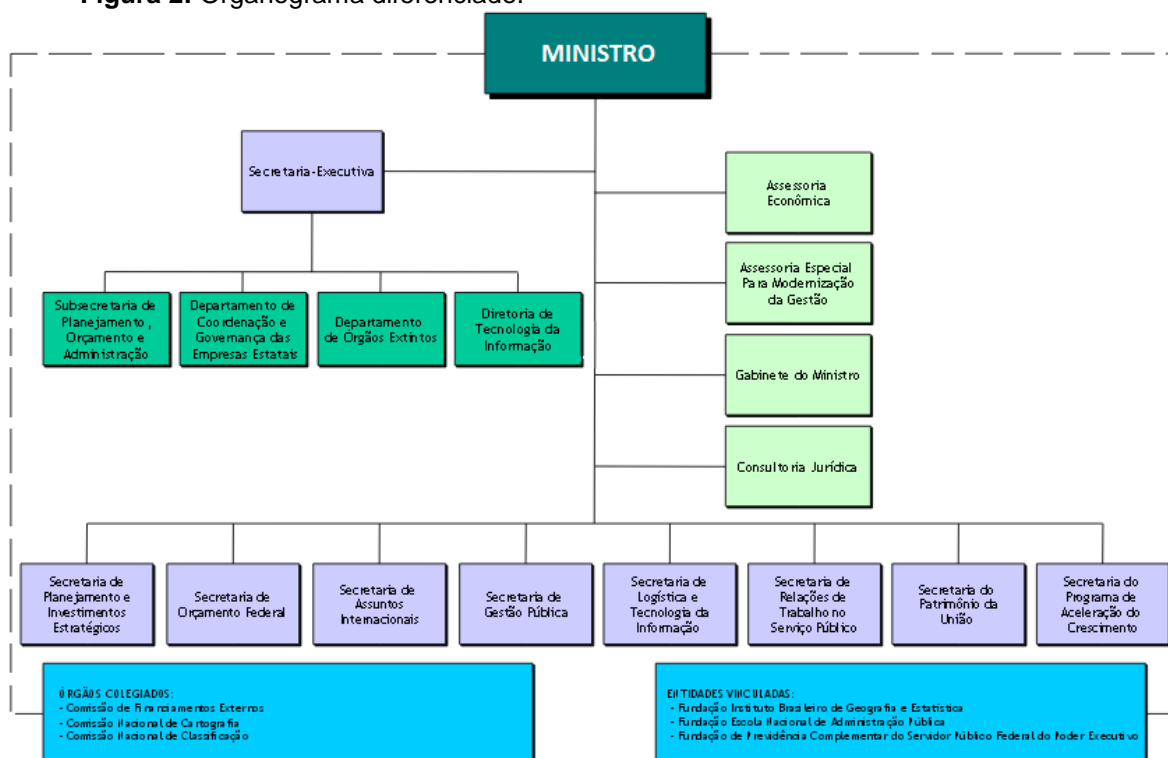 Figura 2. Organograma diferenciado.
MINISTRO
Secretaria-Executiva
Assessoria
Econômica
Assessoria Especial
Para Modernização
da Gestão
Subsecretaria de
Planejamento,
Orçamento e
Administração
Departamento de
Coordenação e
Governança das
Empresas Estatais
Departamento
de Órgãos Extintos
Diretoria de
Tecnologia da
Informação
Gabinete do Ministro
Consultoria Jurídica
Secretaria de
Planejamento e
Investimentos
Estratégicos
Secretaria de
Orçamento Federal
Secretaria de
Assuntos
Internacionais
Secretaria de
Gestão Pública
Secretaria de
Logística e
Tecnologia da
Informação
Secretaria de
Relações de
Trabalho no
Serviço Público
Secretaria do
Patrimônio da
União
Secretaria do
Programa de
Aceleração do
Crescimento
ÓRGÃOS COLEGIADOS:
- Comissão de Financiamentos Externos
- Comissão Nacional de Cartografia
- Comissão Nacional de Classificação
ENTIDADES VINCULADAS:
- Fundação Instituto Brasileiro de Geografia e Estatística
- Fundação Escola Nacional de Administração Pública
- Fundação de Previdência Complementar do Servidor Público Federal do Poder Executivo